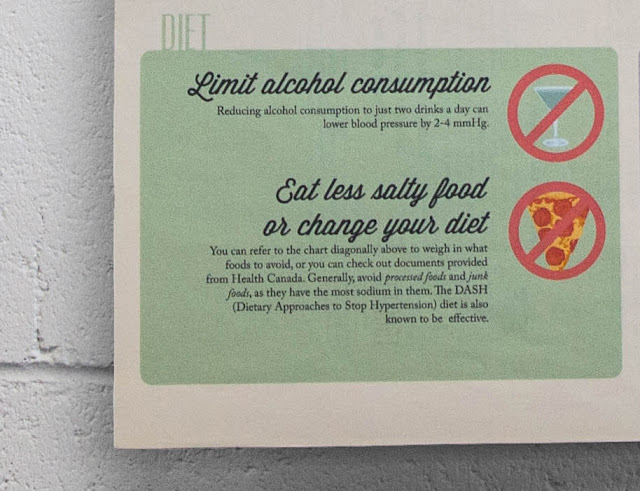 DIET
Limit alcohol consumption
Reducing alcohol consumption to just two drinks a day can
lower blood pressure by 2-4 mmHg.
Eat less salty food
or change your diet
You can refer to the chart diagonally above to weigh in what
foods to avoid, or you can check out documents provided
from Health Canada. Generally, avoid processed foods and junk
foods, as they have the most sodium in them. The DASH
(Dietary Approaches to Stop Hypertension) diet is also
known to be effective.